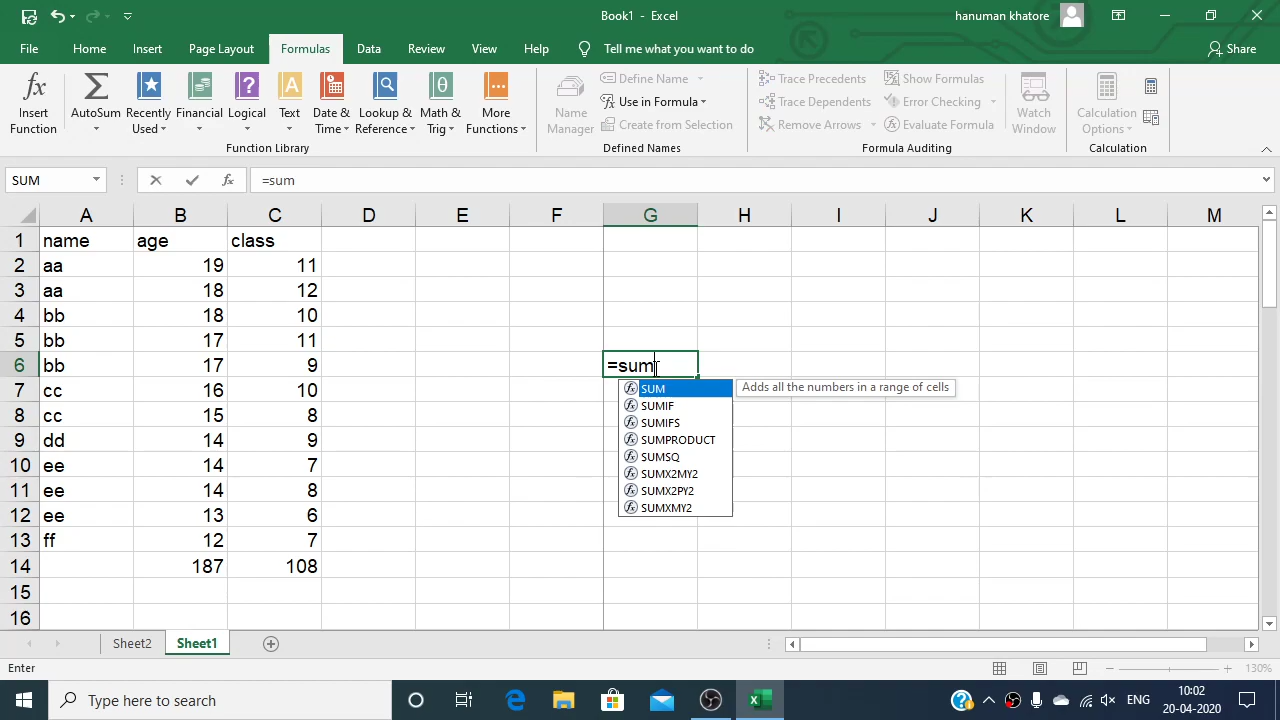 Book1 - Excel
hanuman khatore
File Home Insert Page Layout Formulas Data Review View Help Tell me what you want to do Share
Insert Function
AutoSum
Recently Used
Financial
Logical
Text
Date & Time
Lookup & Reference
Math & Trig
More Functions
Function Library
Name Manager
Define Name
Use in Formula
Create from Selection
Defined Names
Trace Precedents
Trace Dependents
Remove Arrows
Show Formulas
Error Checking
Evaluate Formula
Watch Window
Formula Auditing
Calculation Options
Calculation
SUM fx =sum
A B C D E F G H I J K L M
1 name age class
2 aa 19 11
3 aa 18 12
4 bb 18 10
5 bb 17 11
6 bb 17 9 =sum
7 cc 16 10
8 cc 15 8
9 dd 14 9
10 ee 14 7
11 ee 14 8
12 ee 13 6
13 ff 12 7
14 187 108
15
16
SUM Adds all the numbers in a range of cells
SUMIF
SUMIFS
SUMPRODUCT
SUMSQ
SUMX2MY2
SUMX2PY2
SUMXMY2
Sheet2 Sheet1
Enter 130%
Type here to search
ENG
10:02
20-04-2020